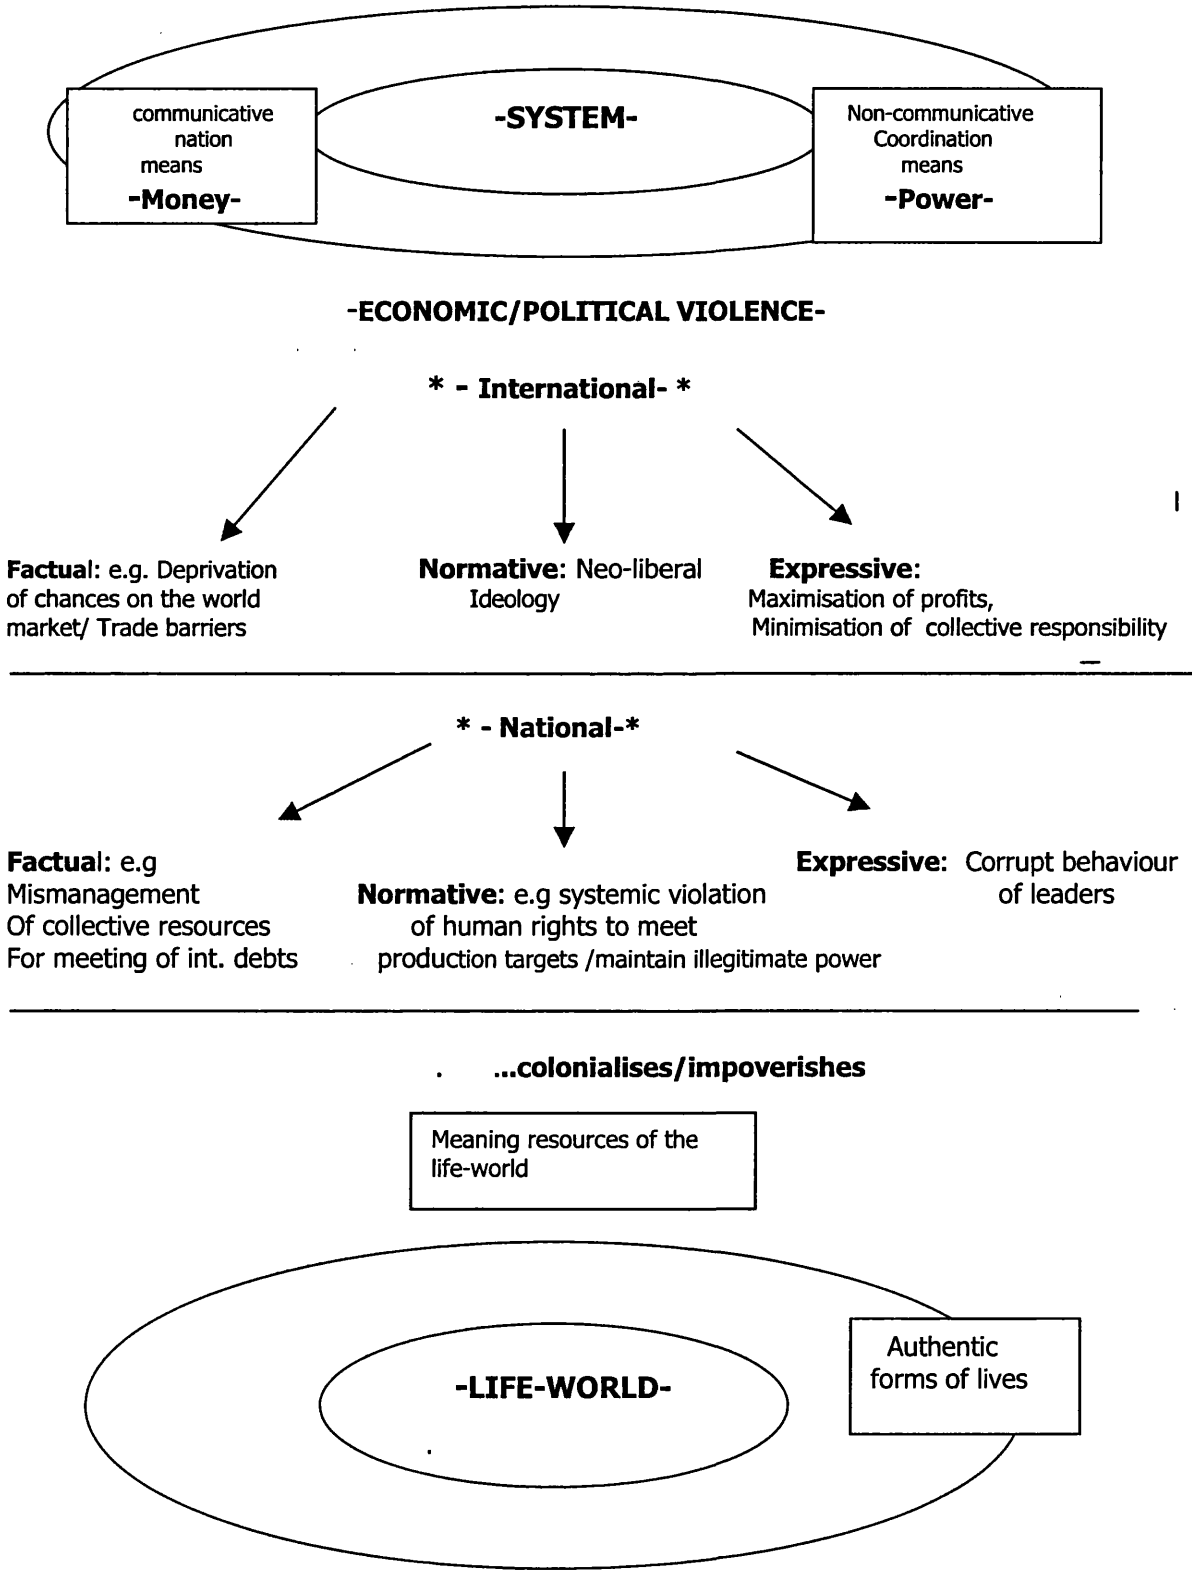 communicative
nation
means
-Money-
-SYSTEM-
Non-communicative
Coordination
means
-Power-
-ECONOMIC/POLITICAL VIOLENCE-
* - International- *
Factual: e.g. Deprivation
of chances on the world
market/ Trade barriers
Normative: Neo-liberal
Ideology
Expressive:
Maximisation of profits,
Minimisation of collective responsibility
* - National-*
Factual: e.g
Mismanagement
Of collective resources
For meeting of int. debts
Normative: e.g systemic violation
of human rights to meet
production targets /maintain illegitimate power
Expressive: Corrupt behaviour
of leaders
...colonialises/impoverishes
Meaning resources of the
life-world
-LIFE-WORLD-
Authentic
forms of lives